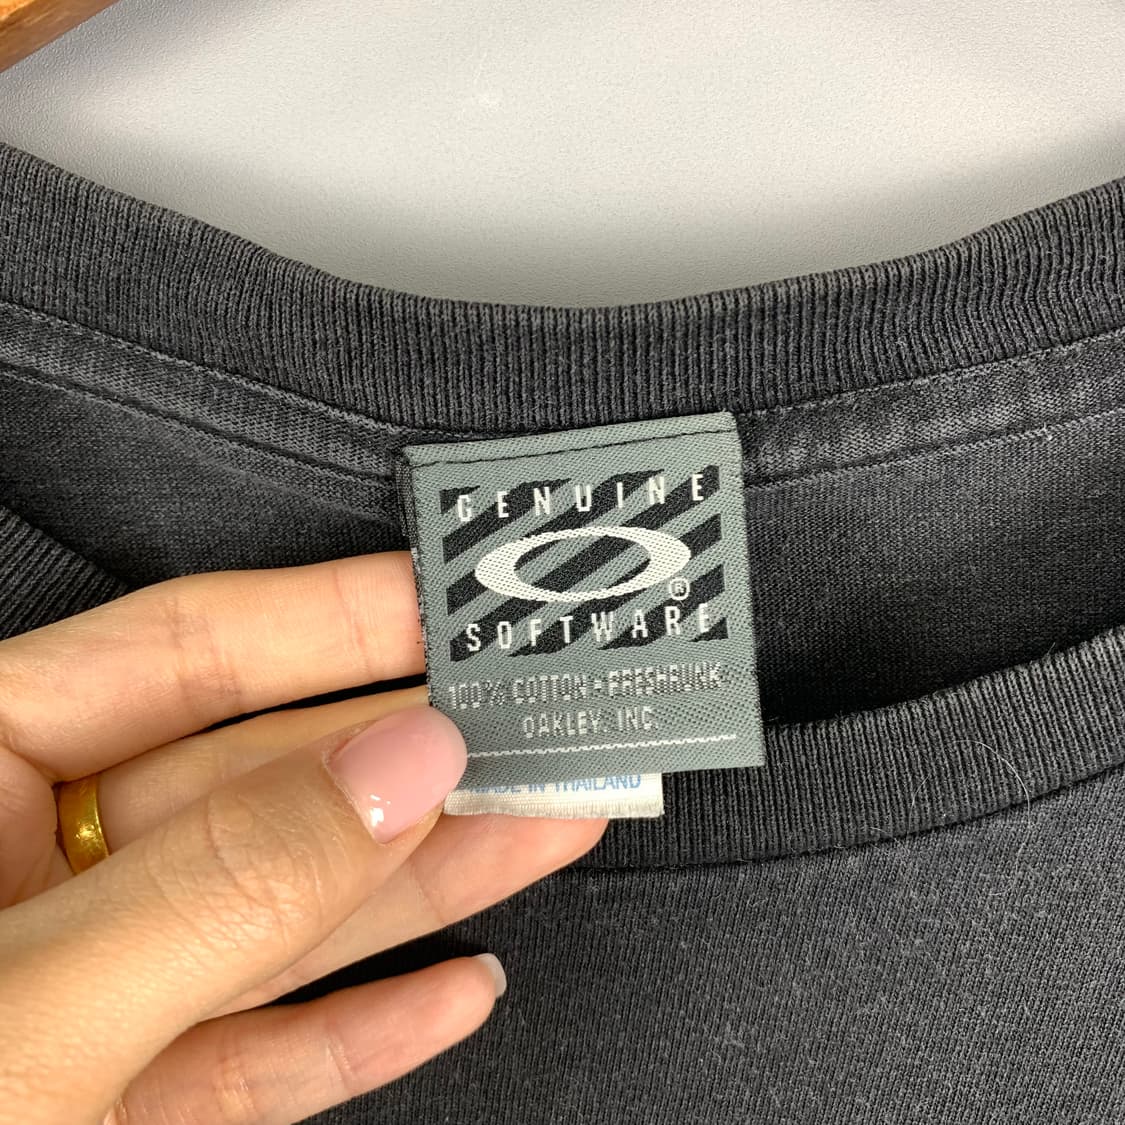 GENUINE
®
SOFTWARE
100% COTTON - PRESHRUNK
OAKLEY, INC.
MADE IN THAILAND